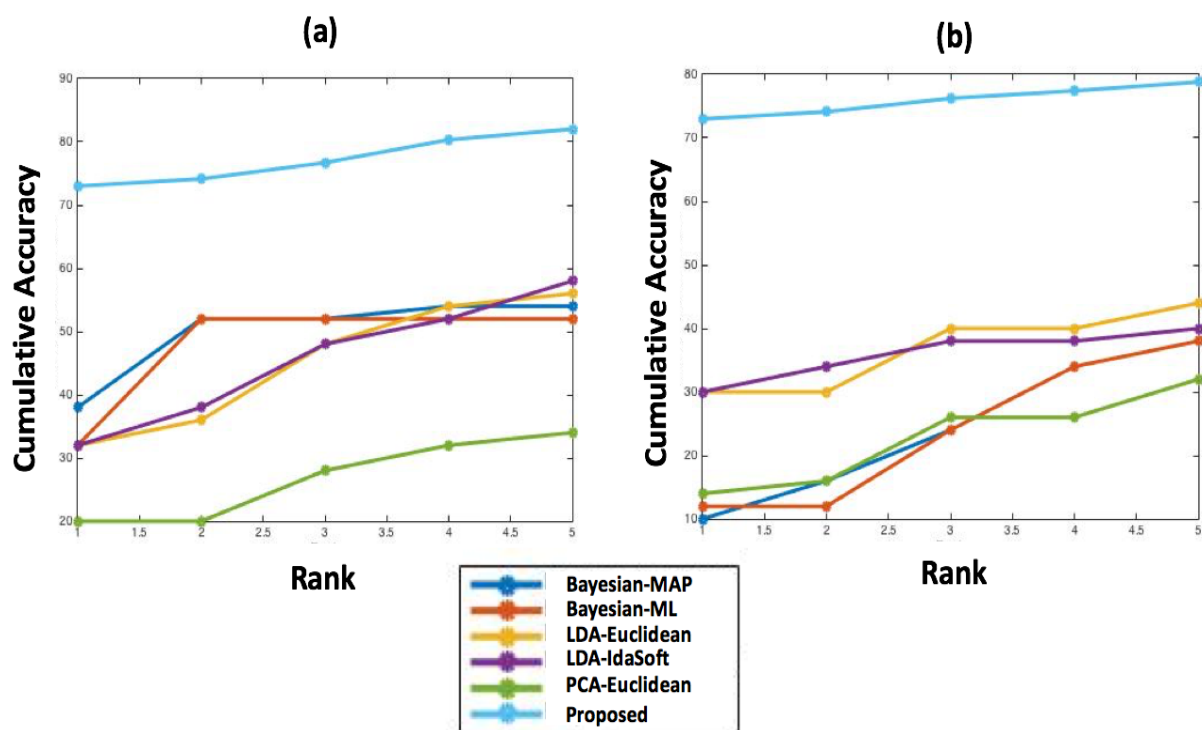 (a)
(b)
90
80
70
60
50
40
30
20
1
1.5
2
2.5
3
3.5
4
4.5
5
Cumulative Accuracy
Rank
80
70
60
50
40
30
20
10
1
1.5
2
2.5
3
3.5
4
4.5
5
Cumulative Accuracy
Rank
Bayesian-MAP
Bayesian-ML
LDA-Euclidean
LDA-IdaSoft
PCA-Euclidean
Proposed